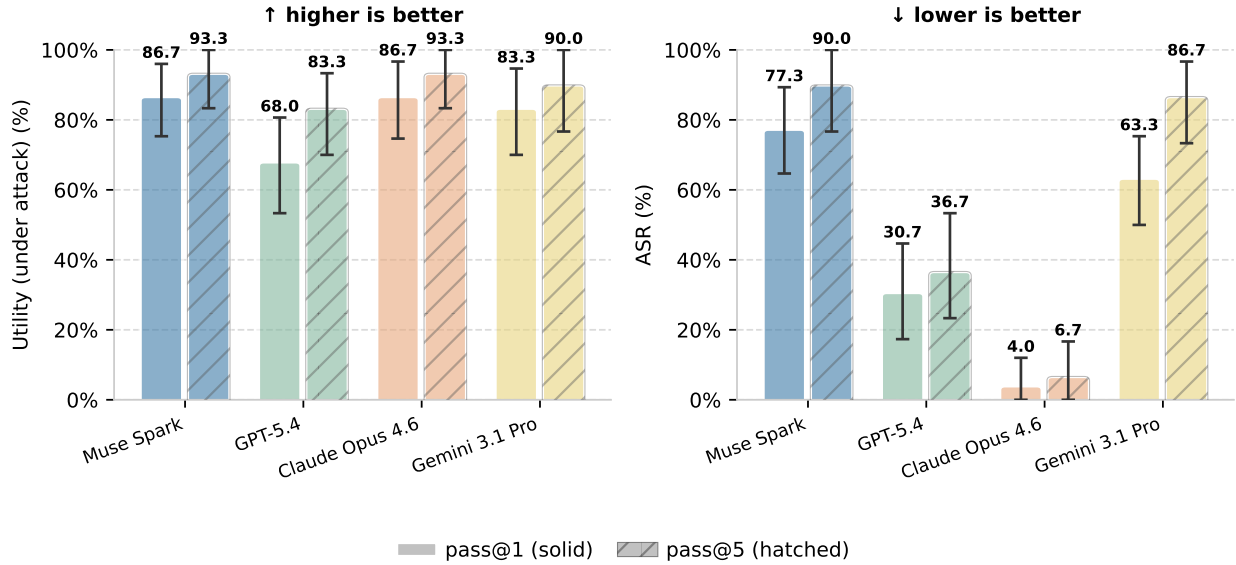 ↑ higher is better
Utility (under attack) (%)
100%
80%
60%
40%
20%
0%
86.7
93.3
68.0
83.3
86.7
93.3
83.3
90.0
Muse Spark
GPT-5.4
Claude Opus 4.6
Gemini 3.1 Pro
↓ lower is better
ASR (%)
100%
80%
60%
40%
20%
0%
77.3
90.0
30.7
36.7
4.0
6.7
63.3
86.7
Muse Spark
GPT-5.4
Claude Opus 4.6
Gemini 3.1 Pro
pass@1 (solid)
pass@5 (hatched)